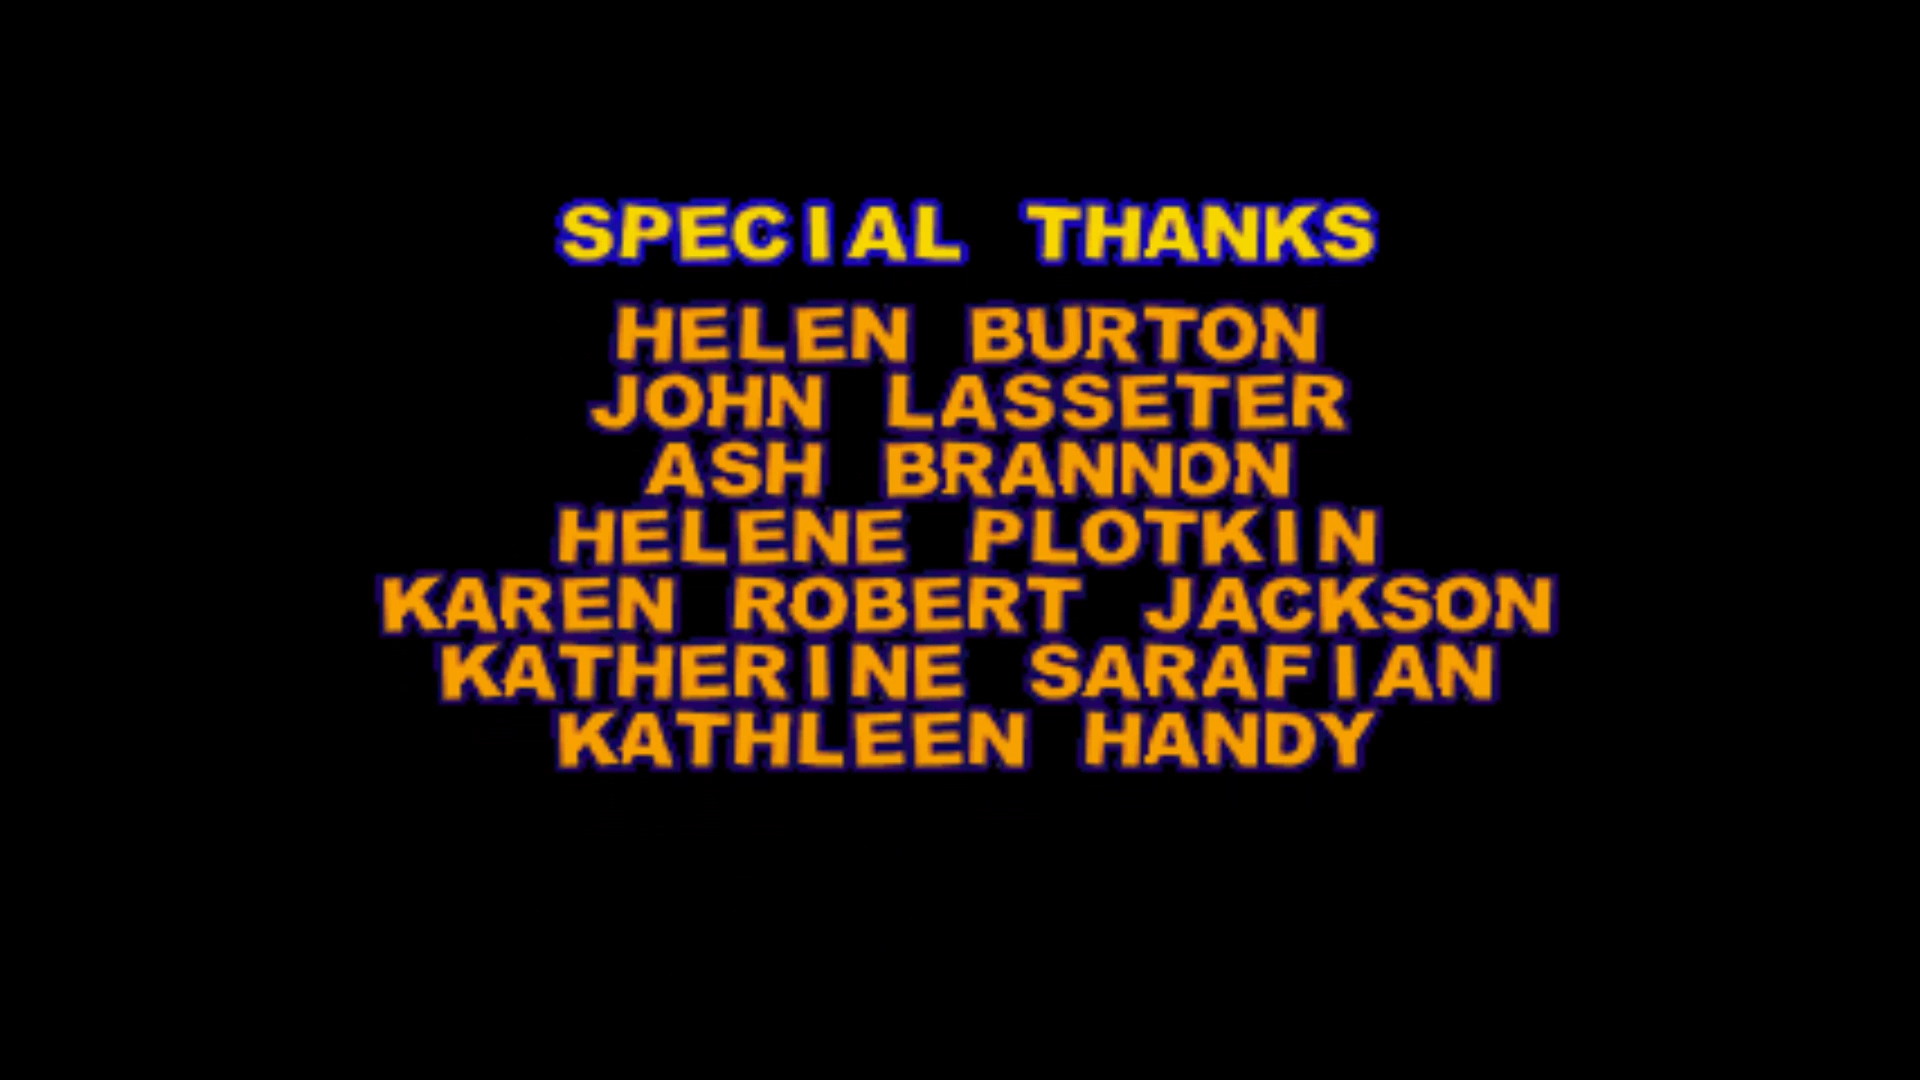 SPECIAL THANKS
HELEN BURTON
JOHN LASSETER
ASH BRANNON
HELENE PLOTKIN
KAREN ROBERT JACKSON
KATHERINE SARAFIAN
KATHLEEN HANDY